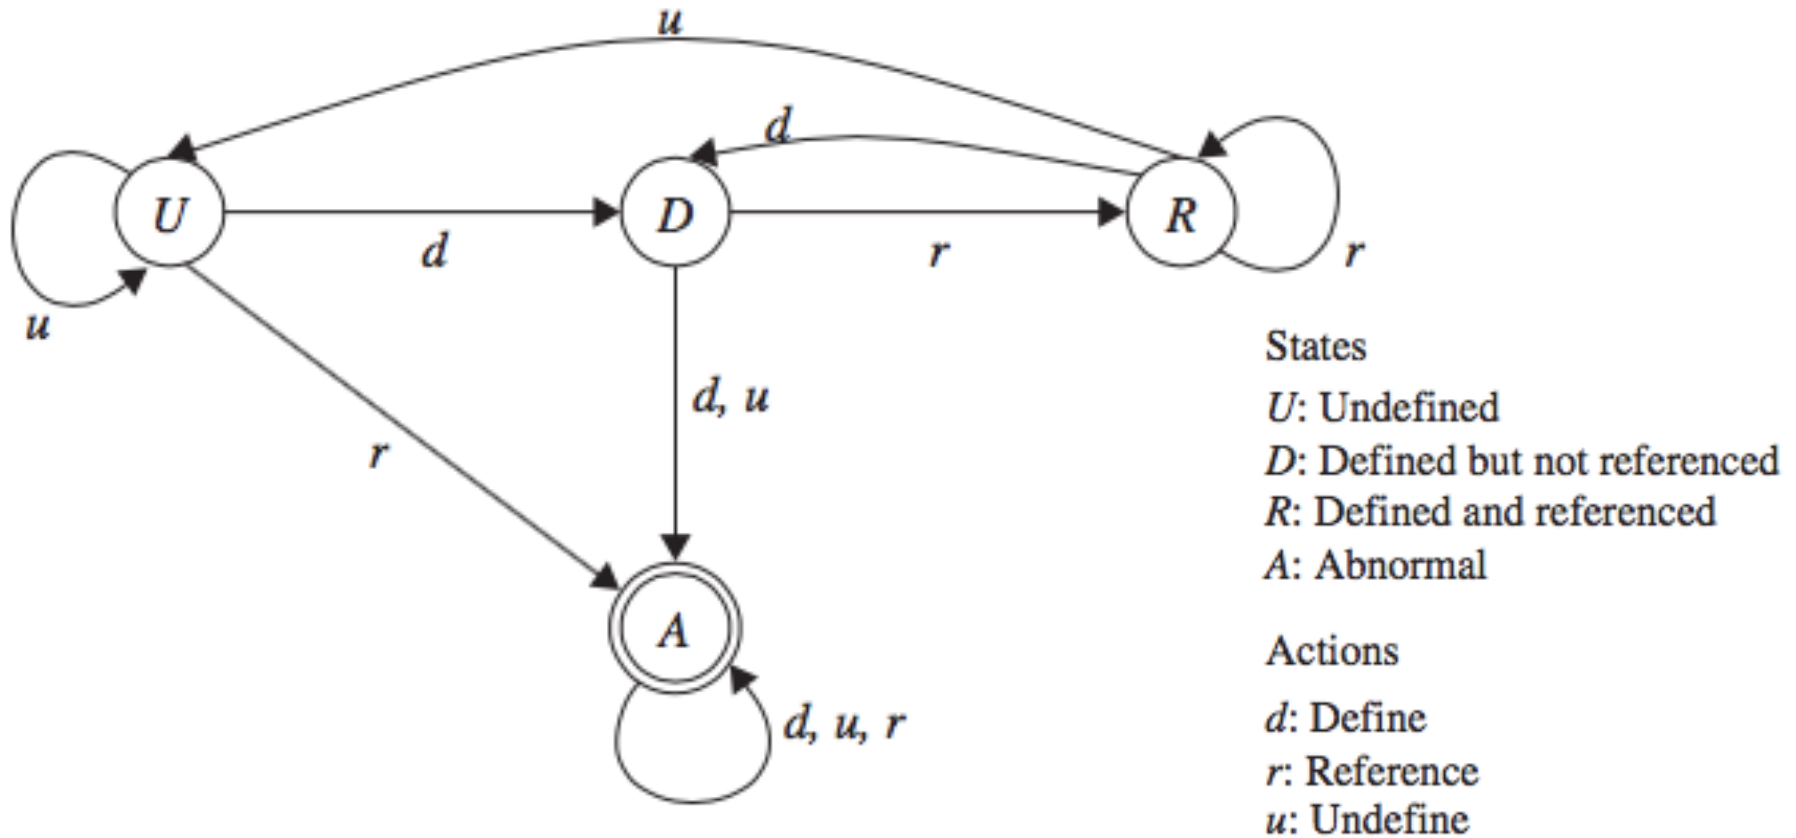 u
d
U
D
R
d
r
r
u
d, u
r
A
d, u, r
States
U: Undefined
D: Defined but not referenced
R: Defined and referenced
A: Abnormal
Actions
d: Define
r: Reference
u: Undefine